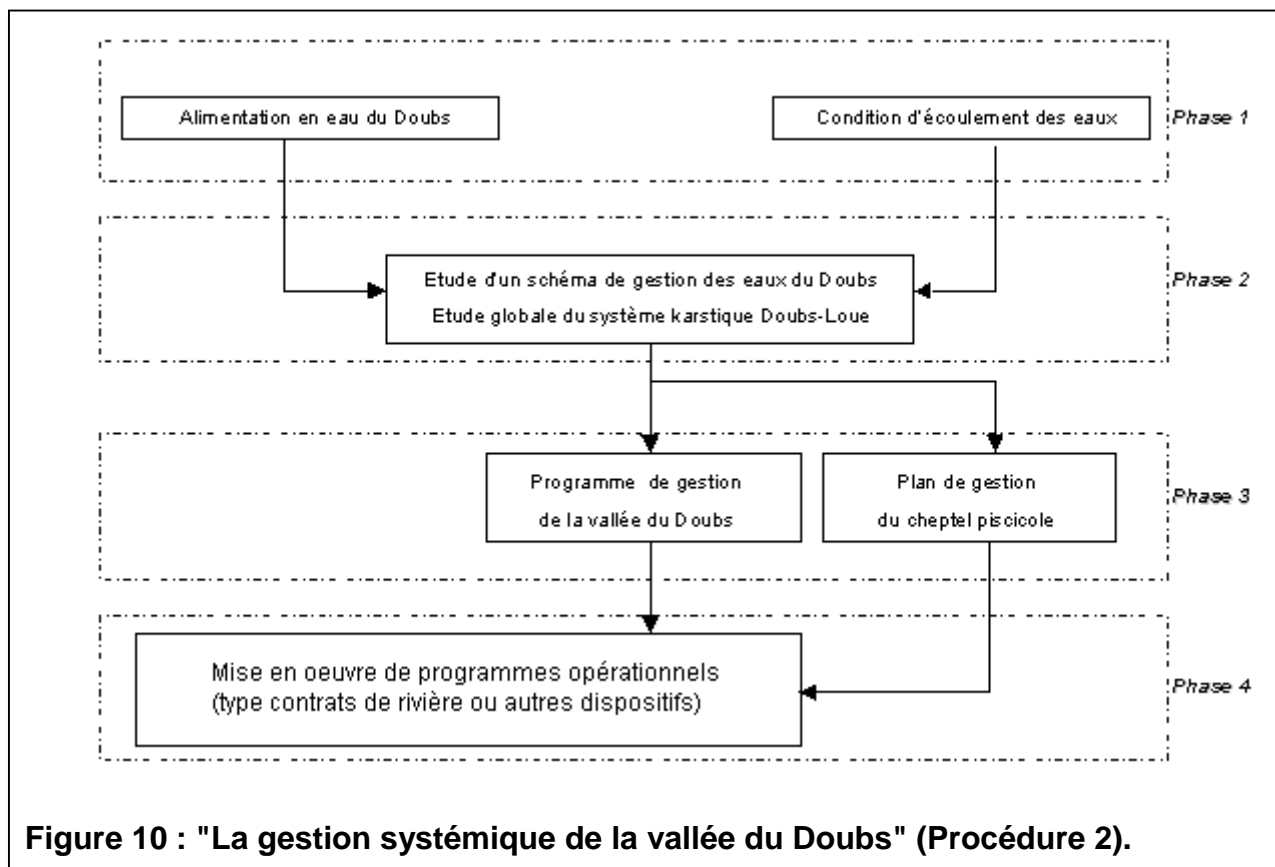 Alimentation en eau du Doubs
Condition d'écoulement des eaux
Phase 1
Etude d'un schéma de gestion des eaux du Doubs
Etude globale du système karstique Doubs-Loue
Phase 2
Programme de gestion
de la vallée du Doubs
Plan de gestion
du cheptel piscicole
Phase 3
Mise en oeuvre de programmes opérationnels
(type contrats de rivière ou autres dispositifs)
Phase 4
Figure 10 : "La gestion systémique de la vallée du Doubs" (Procédure 2).